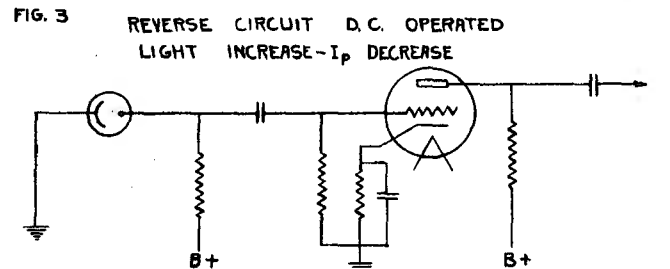 FIG. 3
REVERSE CIRCUIT D.C. OPERATED
LIGHT INCREASE-Ip DECREASE
B+
B+